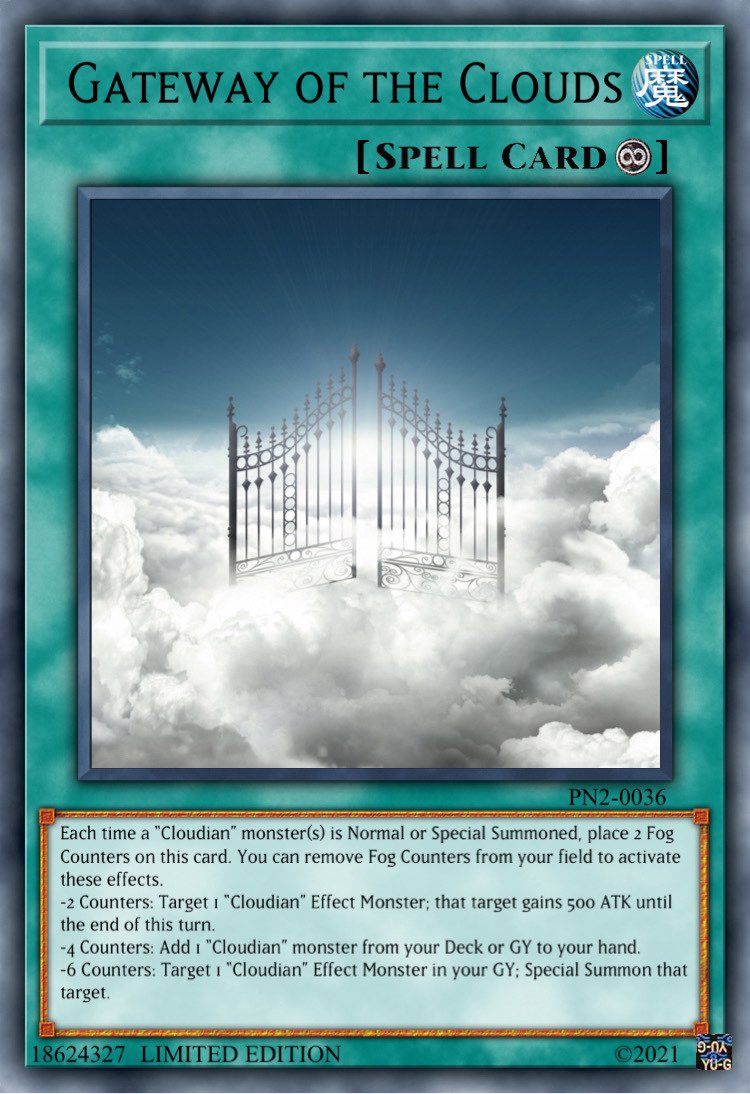 GATEWAY OF THE CLOUDS
SPELL
魔
[SPELL CARD ]
PN2-0036
Each time a "Cloudian" monster(s) is Normal or Special Summoned, place 2 Fog
Counters on this card. You can remove Fog Counters from your field to activate
these effects.
-2 Counters: Target 1 "Cloudian" Effect Monster; that target gains 500 ATK until
the end of this turn.
-4 Counters: Add 1 "Cloudian" monster from your Deck or GY to your hand.
-6 Counters: Target 1 "Cloudian" Effect Monster in your GY; Special Summon that
target.
18624327 LIMITED EDITION
©2021
YU-G
YU-G